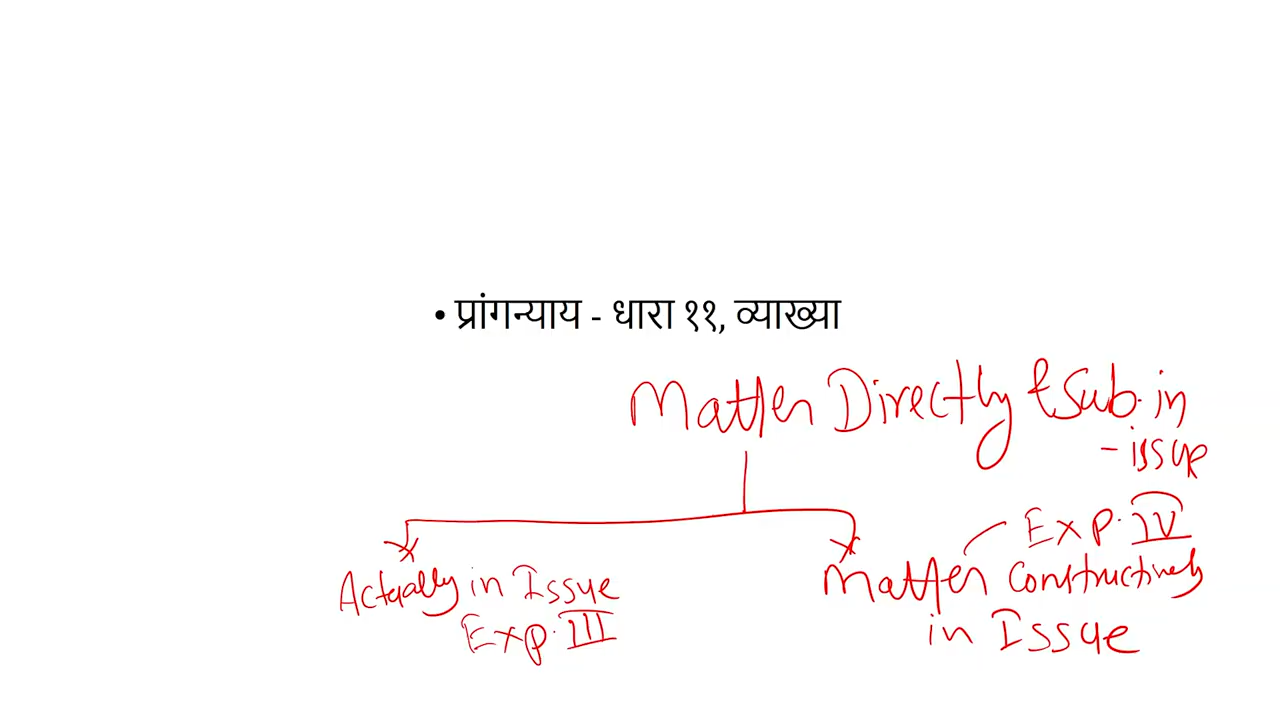 • प्रांगन्याय - धारा ११, व्याख्या
Matter Directly & Sub. in
- issue
Exp. IV
Actually in Issue
Matter constructively
Exp. III
in Issue